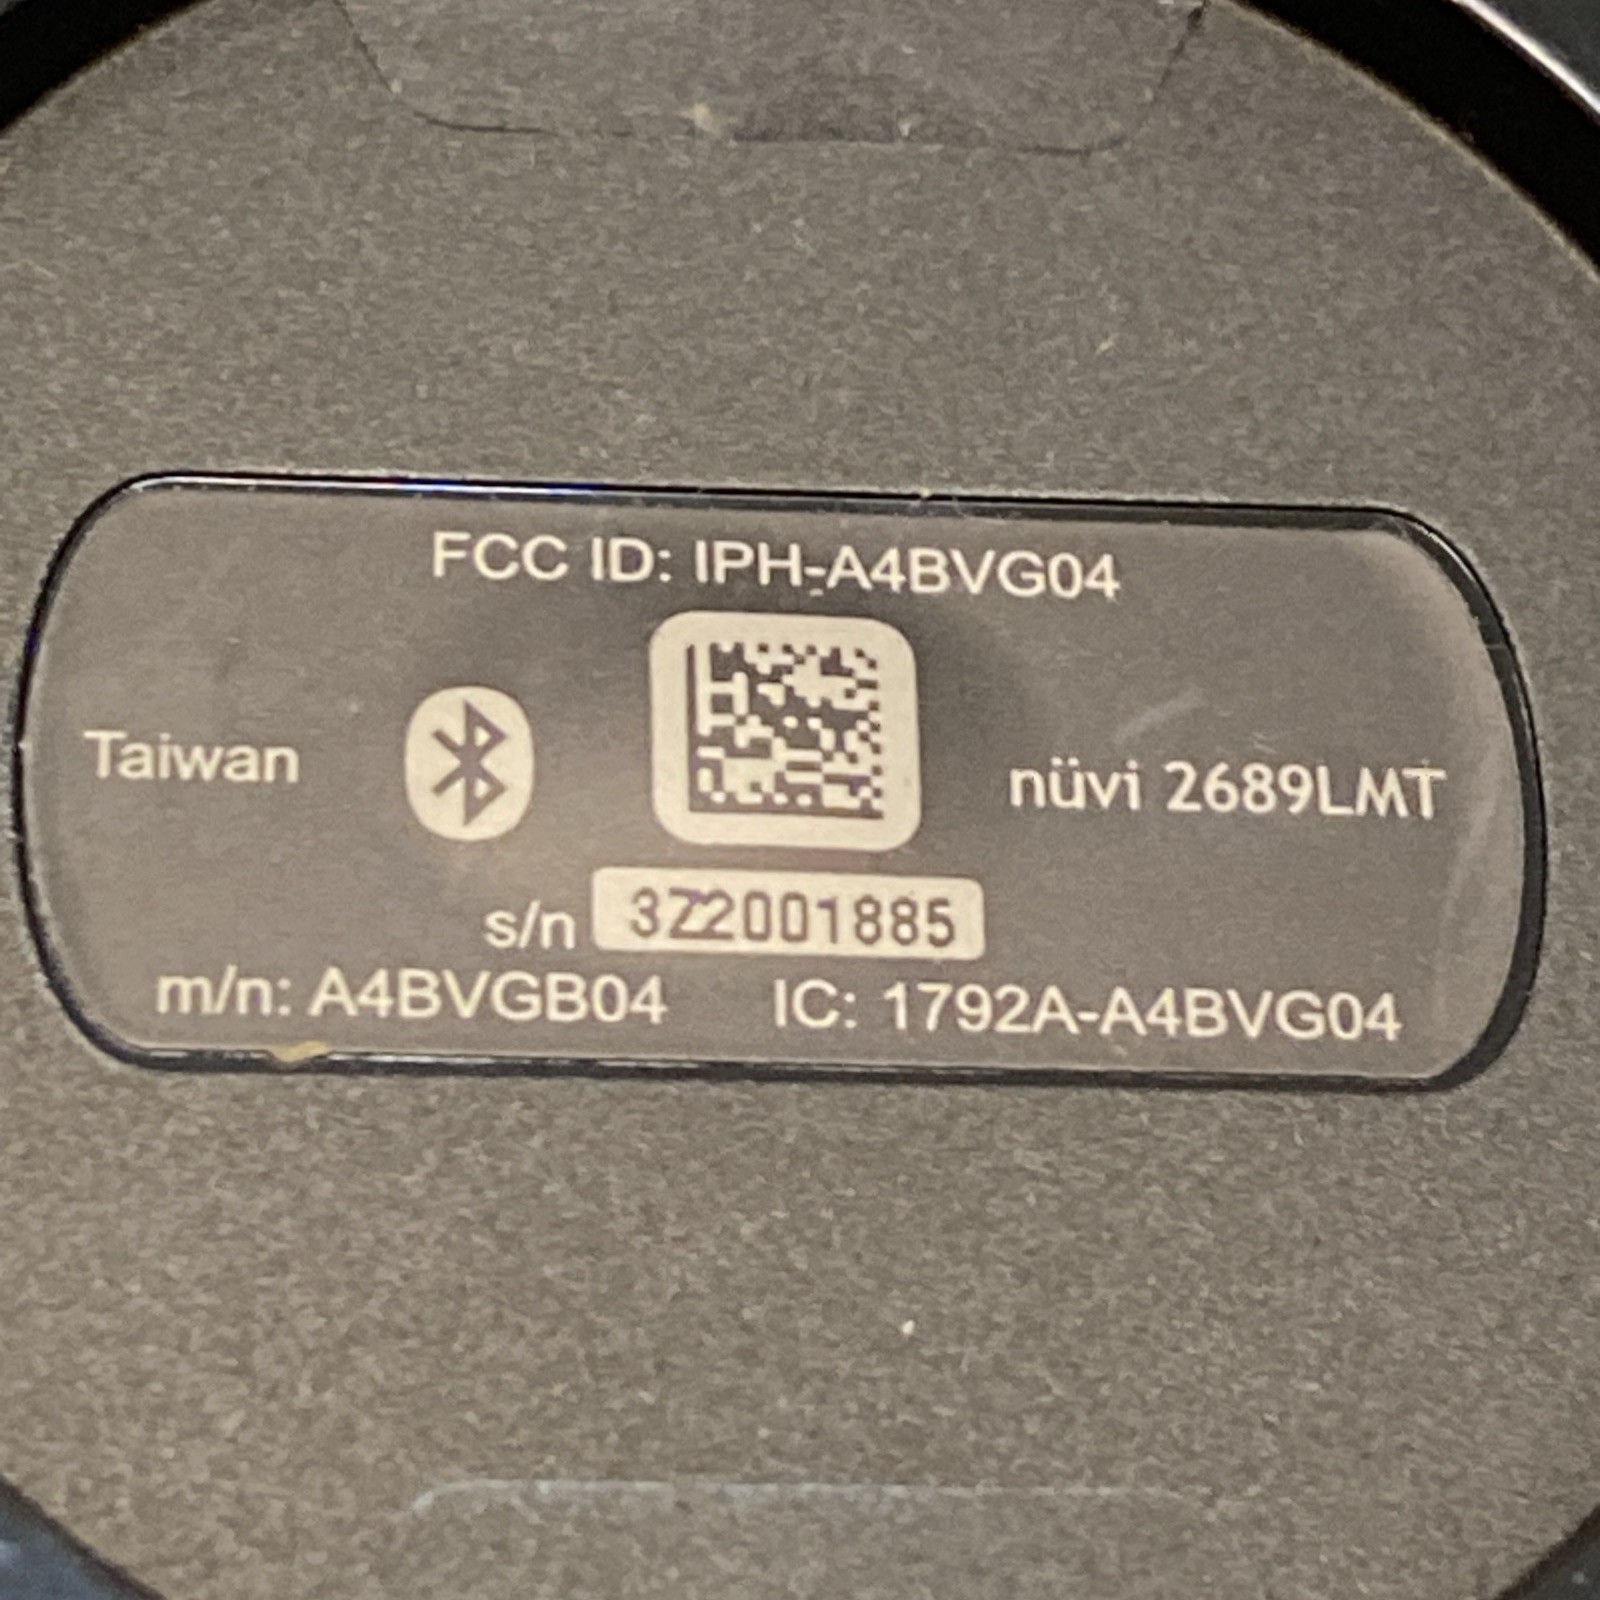 FCC ID: IPH-A4BVG04
Taiwan
nüvi 2689LMT
s/n 3Z2001885
m/n: A4BVGB04 IC: 1792A-A4BVG04